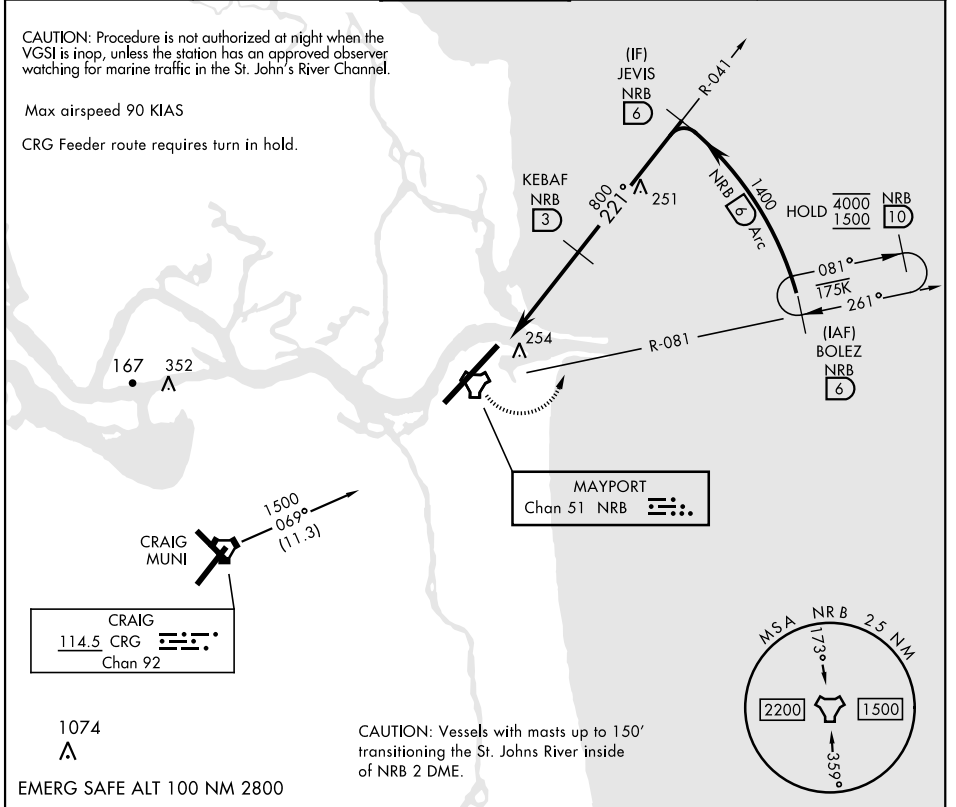 CAUTION: Procedure is not authorized at night when the
VGSI is inop, unless the station has an approved observer
watching for marine traffic in the St. John's River Channel.
Max airspeed 90 KIAS
CRG Feeder route requires turn in hold.
(IF)
JEVIS
NRB
6
R-041
KEBAF
NRB
3
800
221°
251
1400
NRB 6 Arc
HOLD 4000
1500
NRB
10
081°
175K
261°
(IAF)
BOLEZ
NRB
6
R-081
254
167
352
MAYPORT
Chan 51 NRB
1500
069°
(11.3)
CRAIG
MUNI
CRAIG
114.5 CRG
Chan 92
MSA NRB 25 NM
173°
2200
1500
359°
1074
CAUTION: Vessels with masts up to 150'
transitioning the St. Johns River inside
of NRB 2 DME.
EMERG SAFE ALT 100 NM 2800